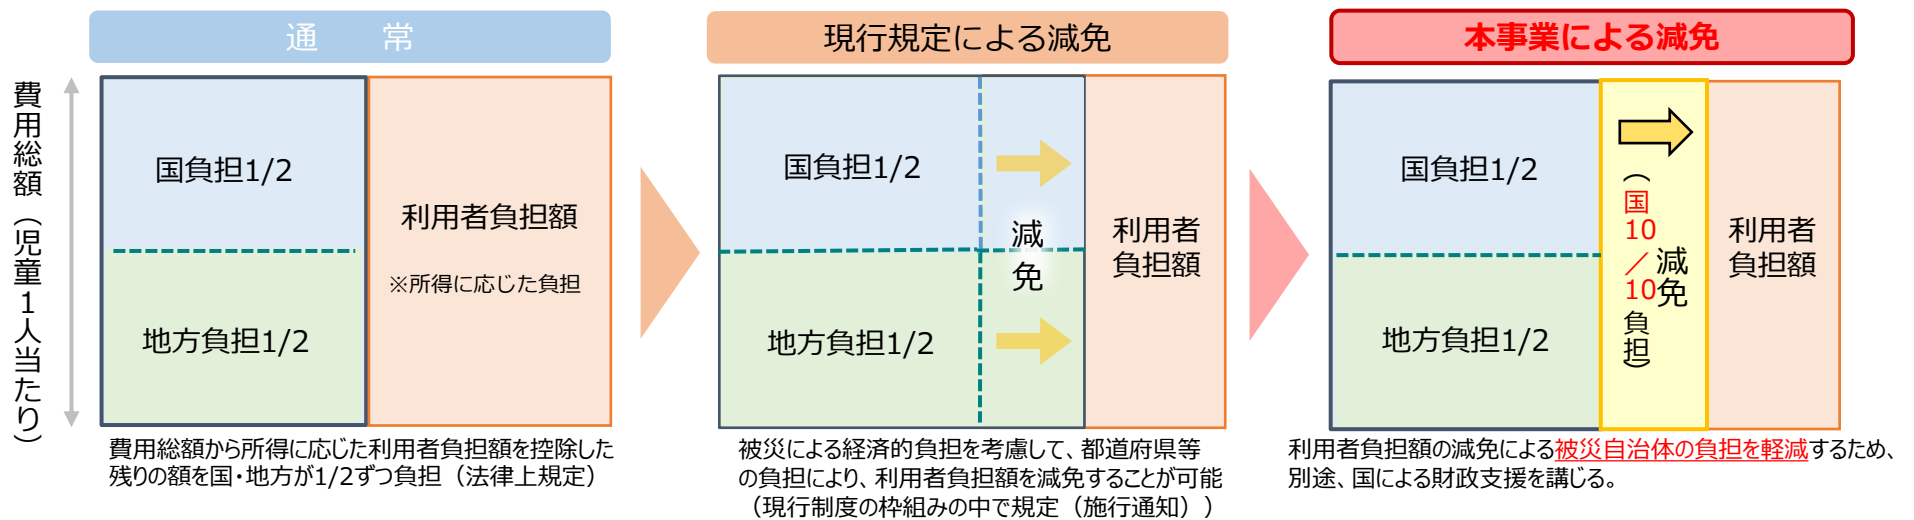 通　常
費用総額（児童１人当たり）
国負担1/2
地方負担1/2
利用者負担額
※所得に応じた負担
費用総額から所得に応じた利用者負担額を控除した
残りの額を国・地方が1/2ずつ負担（法律上規定）
現行規定による減免
国負担1/2
地方負担1/2
減免
利用者
負担額
被災による経済的負担を考慮して、都道府県等
の負担により、利用者負担額を減免することが可能
（現行制度の枠組みの中で規定（施行通知））
本事業による減免
国負担1/2
地方負担1/2
減免
（国10／10負担）
利用者
負担額
利用者負担額の減免による被災自治体の負担を軽減するため、
別途、国による財政支援を講じる。